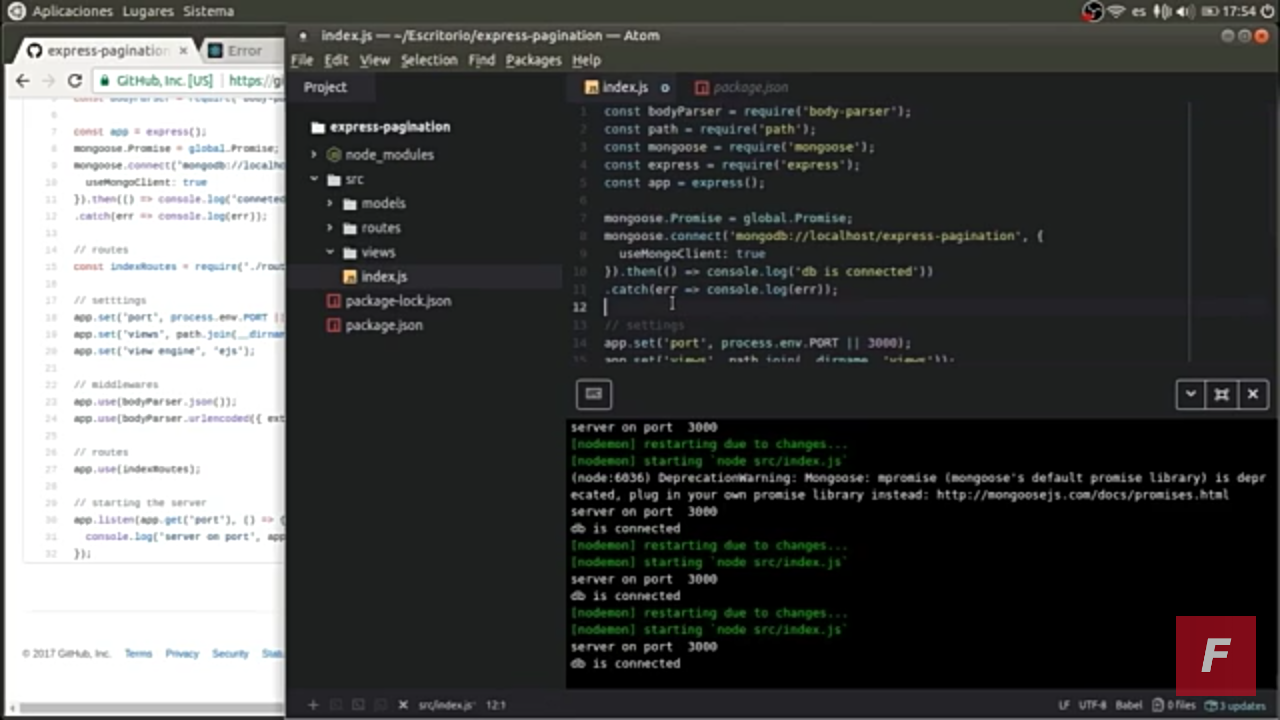 Aplicaciones Lugares Sistema
es 17:54
express-pagination
Error
GitHub, Inc. [US] https://gi
6
7 const app = express();
8 mongoose.Promise = global.Promise;
9 mongoose.connect('mongodb://localho
10 useMongoClient: true
11 }).then(() => console.log('conneted
12 .catch(err => console.log(err));
13
14 // routes
15 const indexRoutes = require('./rout
16
17 // setttings
18 app.set('port', process.env.PORT ||
19 app.set('views', path.join(__dirnam
20 app.set('view engine', 'ejs');
21
22 // middlewares
23 app.use(bodyParser.json());
24 app.use(bodyParser.urlencoded({ ext
25
26 // routes
27 app.use(indexRoutes);
28
29 // starting the server
30 app.listen(app.get('port'), () => {
31 console.log('server on port', app
32 });
© 2017 GitHub, Inc. Terms Privacy Security Stat
index.js — ~/Escritorio/express-pagination — Atom
File Edit View Selection Find Packages Help
Project
express-pagination
node_modules
src
models
routes
views
index.js
package-lock.json
package.json
index.js
package.json
1 const bodyParser = require('body-parser');
2 const path = require('path');
3 const mongoose = require('mongoose');
4 const express = require('express');
5 const app = express();
6
7 mongoose.Promise = global.Promise;
8 mongoose.connect('mongodb://localhost/express-pagination', {
9 useMongoClient: true
10 }).then(() => console.log('db is connected'))
11 .catch(err => console.log(err));
12
13 // settings
14 app.set('port', process.env.PORT || 3000);
15 app.set('views', path.join(__dirname, 'views'));
server on port 3000
[nodemon] restarting due to changes...
[nodemon] starting `node src/index.js`
(node:6036) DeprecationWarning: Mongoose: mpromise (mongoose's default promise library) is depr
ecated, plug in your own promise library instead: http://mongoosejs.com/docs/promises.html
server on port 3000
db is connected
[nodemon] restarting due to changes...
[nodemon] starting `node src/index.js`
server on port 3000
db is connected
[nodemon] restarting due to changes...
[nodemon] starting `node src/index.js`
server on port 3000
db is connected
F
src/index.js 12:1
LF UTF-8 Babel 0 files 3 updates